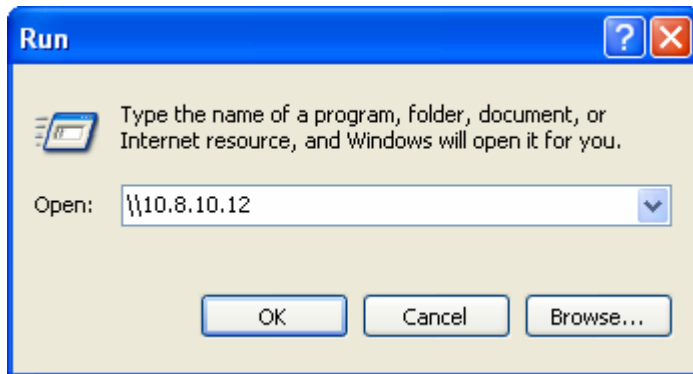 Run
Type the name of a program, folder, document, or
Internet resource, and Windows will open it for you.
Open: \\10.8.10.12
OK Cancel Browse...